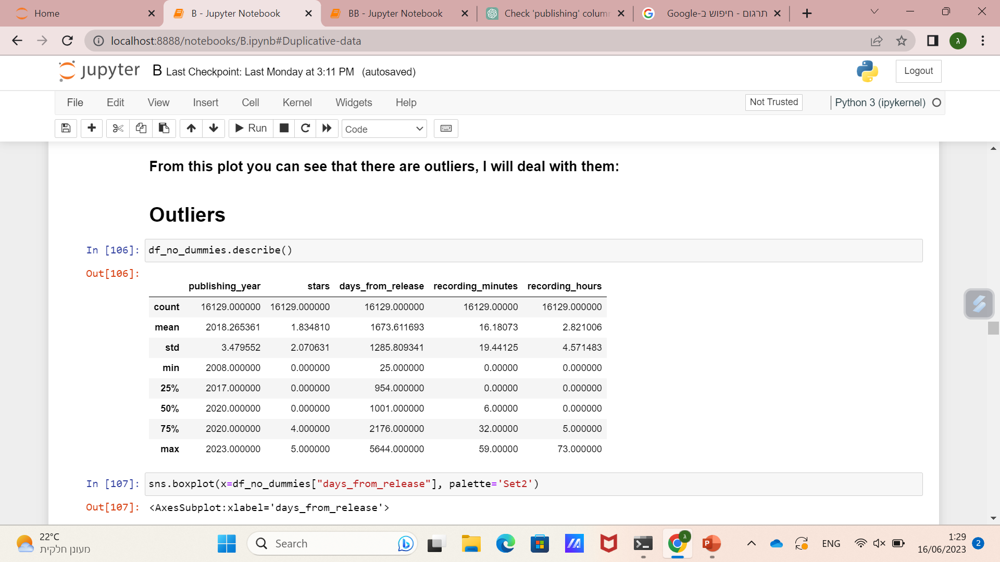 Home
B - Jupyter Notebook
BB - Jupyter Notebook
Check 'publishing' colum
תרגום - חיפוש ב-Google
localhost:8888/notebooks/B.ipynb#Duplicative-data
ג
jupyter B Last Checkpoint: Last Monday at 3:11 PM (autosaved)
Logout
File Edit View Insert Cell Kernel Widgets Help
Not Trusted
Python 3 (ipykernel)
Run
Code
From this plot you can see that there are outliers, I will deal with them:
Outliers
In [106]: df_no_dummies.describe()
Out[106]:
publishing_year stars days_from_release recording_minutes recording_hours
count 16129.000000 16129.000000 16129.000000 16129.00000 16129.000000
mean 2018.265361 1.834810 1673.611693 16.18073 2.821006
std 3.479552 2.070631 1285.809341 19.44125 4.571483
min 2008.000000 0.000000 25.000000 0.00000 0.000000
25% 2017.000000 0.000000 954.000000 0.00000 0.000000
50% 2020.000000 0.000000 1001.000000 6.00000 0.000000
75% 2020.000000 4.000000 2176.000000 32.00000 5.000000
max 2023.000000 5.000000 5644.000000 59.00000 73.000000
In [107]: sns.boxplot(x=df_no_dummies["days_from_release"], palette='Set2')
Out[107]: <AxesSubplot:xlabel='days_from_release'>
22°C
מעונן חלקית
Search
ג
P
ENG
1:29
16/06/2023
2